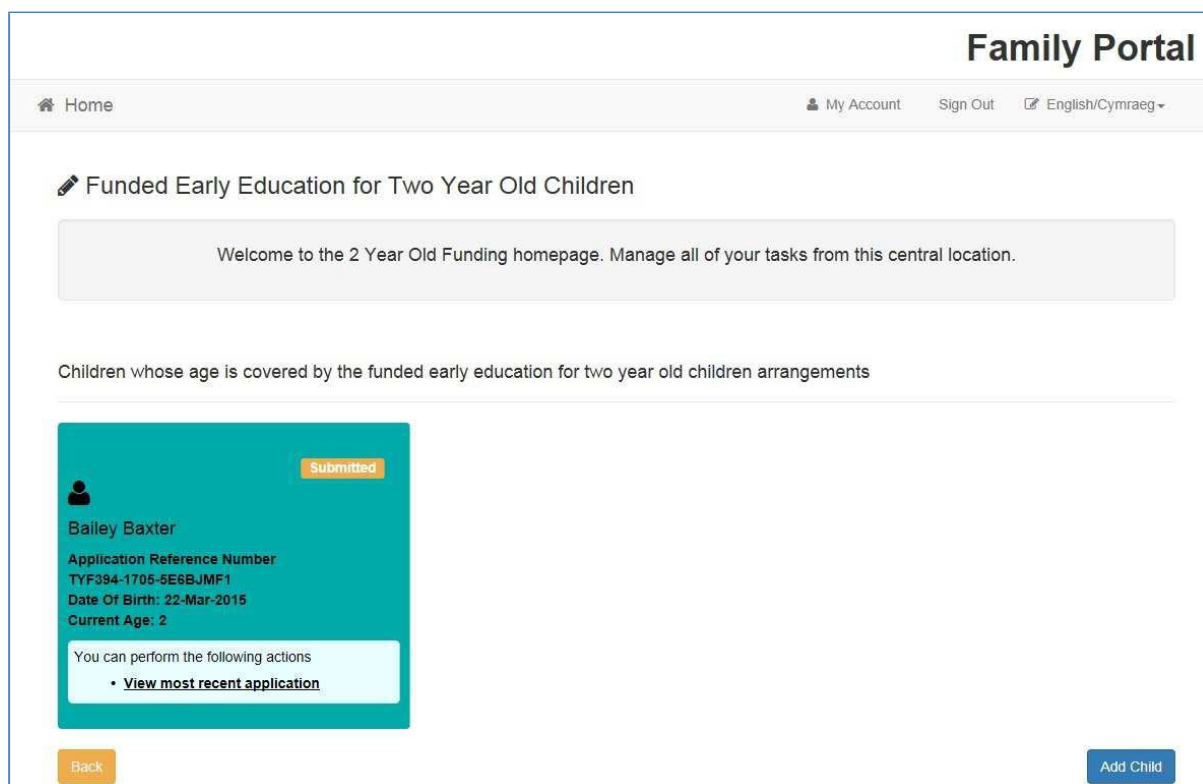 Family Portal
Home
My Account
Sign Out
English/Cymraeg
Funded Early Education for Two Year Old Children
Welcome to the 2 Year Old Funding homepage. Manage all of your tasks from this central location.
Children whose age is covered by the funded early education for two year old children arrangements
Submitted
Bailey Baxter
Application Reference Number
TYF394-1705-5E6BJMF1
Date Of Birth: 22-Mar-2015
Current Age: 2
You can perform the following actions
• View most recent application
Back
Add Child